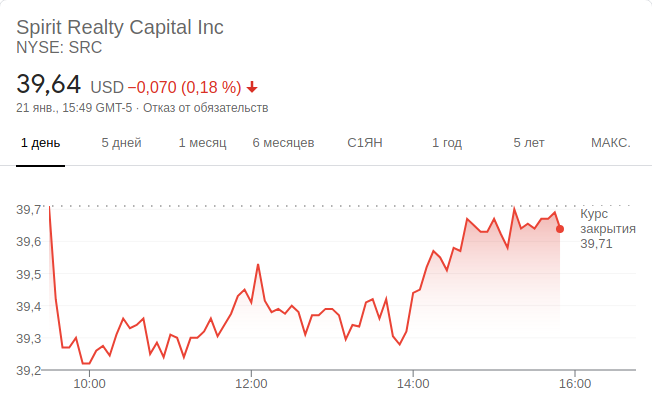 Spirit Realty Capital Inc
NYSE: SRC
39,64 USD −0,070 (0,18 %)
21 янв., 15:49 GMT-5 · Отказ от обязательств
1 день 5 дней 1 месяц 6 месяцев С1ЯН 1 год 5 лет МАКС.
39,7
39,6
39,5
39,4
39,3
39,2
Курс
закрытия
39,71
10:00 12:00 14:00 16:00